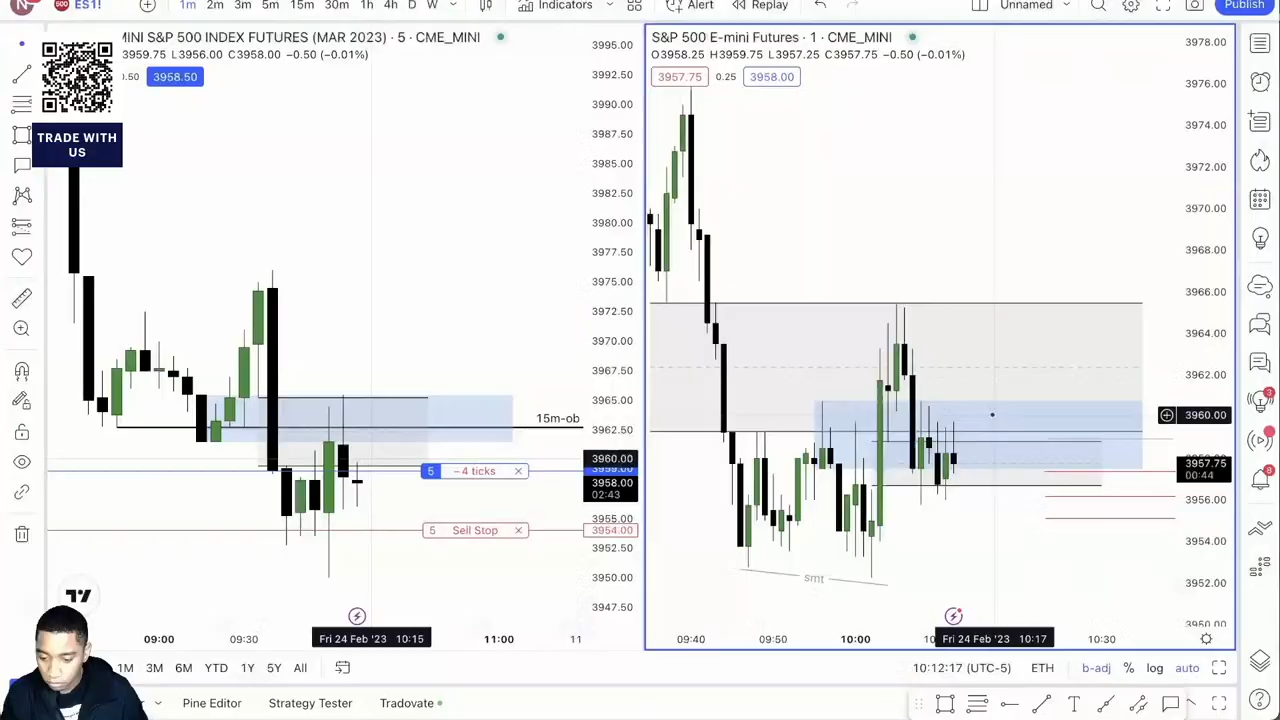 ES1!
1m 2m 3m 5m 15m 30m 1h 4h D W
Indicators
Alert
Replay
Unnamed
Publish
MINI S&P 500 INDEX FUTURES (MAR 2023) · 5 · CME_MINI
3959.75 L3956.00 C3958.00 −0.50 (−0.01%)
3958.50
TRADE WITH
US
3995.00
3992.50
3990.00
3987.50
3985.00
3982.50
3980.00
3977.50
3975.00
3972.50
3970.00
3967.50
3965.00
3962.50
3960.00
3958.00
02:43
3955.00
3954.00
3952.50
3950.00
3947.50
15m-ob
5 −4 ticks ×
5 Sell Stop ×
09:00
09:30
Fri 24 Feb '23 10:15
11:00
11
S&P 500 E-mini Futures · 1 · CME_MINI
O3958.25 H3959.75 L3957.25 C3957.75 −0.50 (−0.01%)
3957.75 0.25 3958.00
3978.00
3976.00
3974.00
3972.00
3970.00
3968.00
3966.00
3964.00
3962.00
3960.00
3957.75
00:44
3956.00
3954.00
3952.00
3950.00
smt
09:40
09:50
10:00
Fri 24 Feb '23 10:17
10:30
1M 3M 6M YTD 1Y 5Y All
10:12:17 (UTC-5) ETH b-adj % log auto
Pine Editor
Strategy Tester
Tradovate